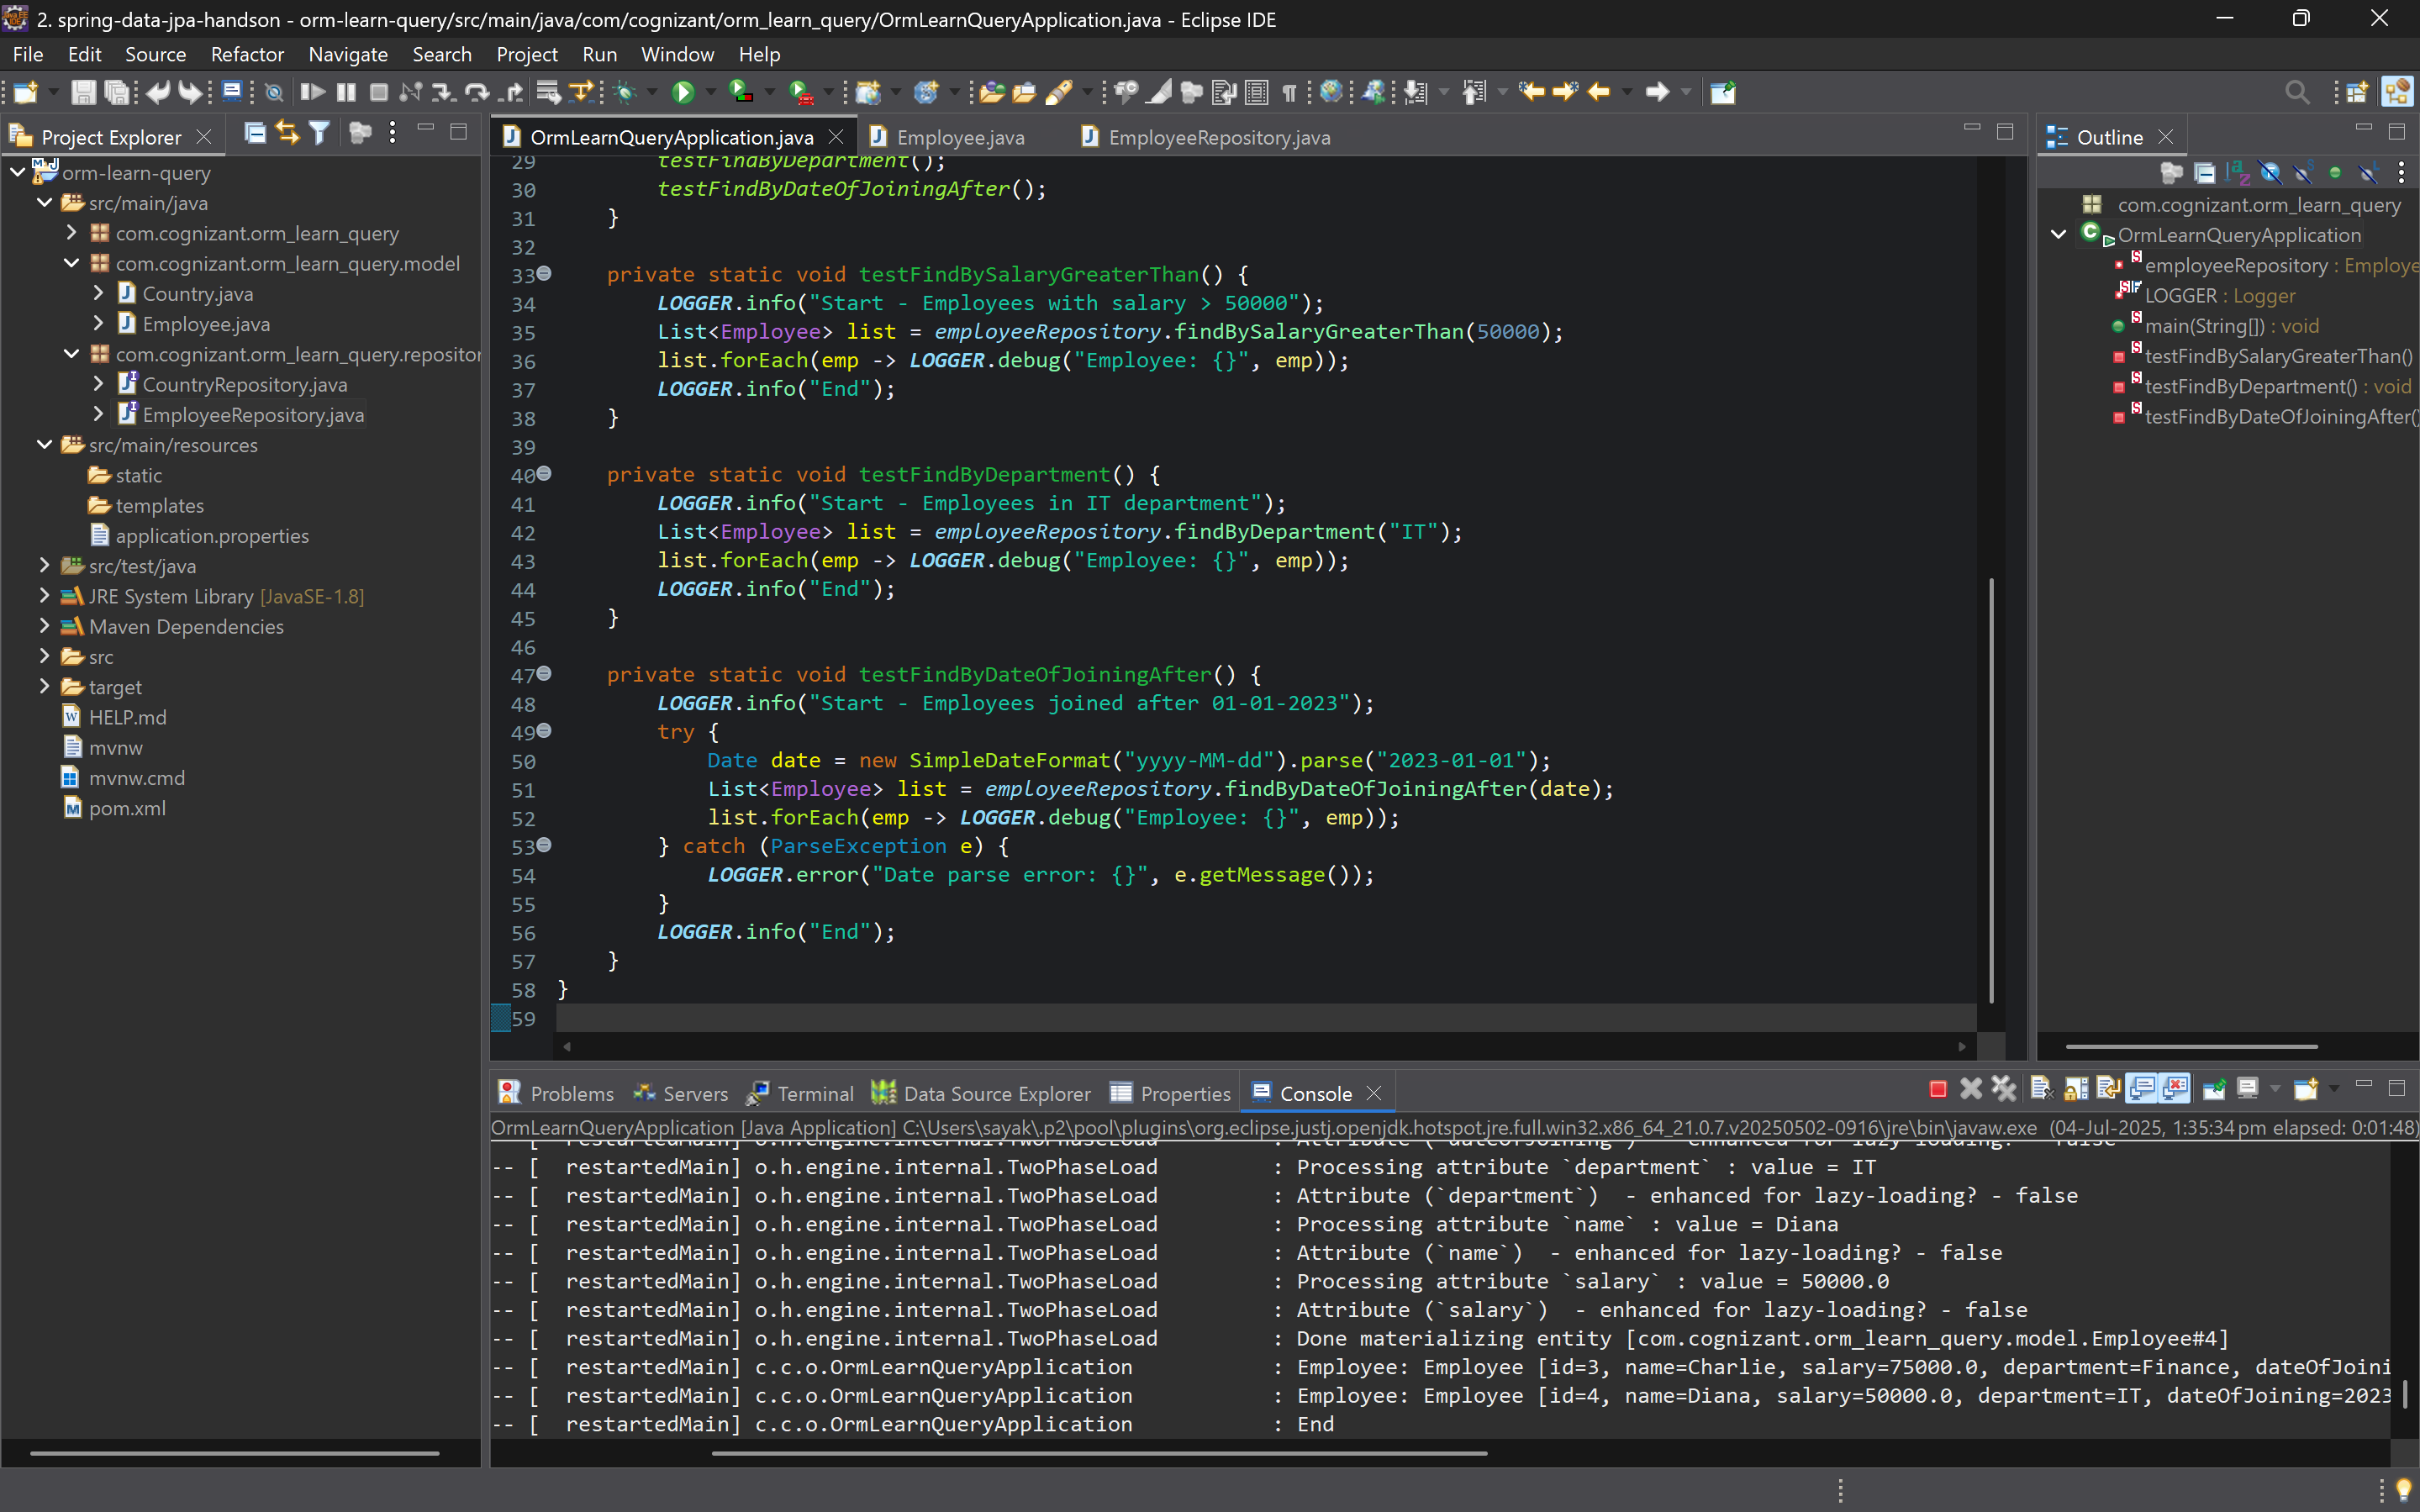 2. spring-data-jpa-handson - orm-learn-query/src/main/java/com/cognizant/orm_learn_query/OrmLearnQueryApplication.java - Eclipse IDE
File Edit Source Refactor Navigate Search Project Run Window Help
Project Explorer
orm-learn-query
src/main/java
com.cognizant.orm_learn_query
com.cognizant.orm_learn_query.model
Country.java
Employee.java
com.cognizant.orm_learn_query.repositor
CountryRepository.java
EmployeeRepository.java
src/main/resources
static
templates
application.properties
src/test/java
JRE System Library [JavaSE-1.8]
Maven Dependencies
src
target
HELP.md
mvnw
mvnw.cmd
pom.xml
OrmLearnQueryApplication.java Employee.java EmployeeRepository.java
29 testFindByDepartment();
30 testFindByDateOfJoiningAfter();
31 }
32
33 private static void testFindBySalaryGreaterThan() {
34 LOGGER.info("Start - Employees with salary > 50000");
35 List<Employee> list = employeeRepository.findBySalaryGreaterThan(50000);
36 list.forEach(emp -> LOGGER.debug("Employee: {}", emp));
37 LOGGER.info("End");
38 }
39
40 private static void testFindByDepartment() {
41 LOGGER.info("Start - Employees in IT department");
42 List<Employee> list = employeeRepository.findByDepartment("IT");
43 list.forEach(emp -> LOGGER.debug("Employee: {}", emp));
44 LOGGER.info("End");
45 }
46
47 private static void testFindByDateOfJoiningAfter() {
48 LOGGER.info("Start - Employees joined after 01-01-2023");
49 try {
50 Date date = new SimpleDateFormat("yyyy-MM-dd").parse("2023-01-01");
51 List<Employee> list = employeeRepository.findByDateOfJoiningAfter(date);
52 list.forEach(emp -> LOGGER.debug("Employee: {}", emp));
53 } catch (ParseException e) {
54 LOGGER.error("Date parse error: {}", e.getMessage());
55 }
56 LOGGER.info("End");
57 }
58 }
59
Outline
com.cognizant.orm_learn_query
OrmLearnQueryApplication
employeeRepository : Employe
LOGGER : Logger
main(String[]) : void
testFindBySalaryGreaterThan()
testFindByDepartment() : void
testFindByDateOfJoiningAfter()
Problems Servers Terminal Data Source Explorer Properties Console
OrmLearnQueryApplication [Java Application] C:\Users\sayak\.p2\pool\plugins\org.eclipse.justj.openjdk.hotspot.jre.full.win32.x86_64_21.0.7.v20250502-0916\jre\bin\javaw.exe (04-Jul-2025, 1:35:34 pm elapsed: 0:01:48)
-- [ restartedMain] o.h.engine.internal.TwoPhaseLoad : Attribute (`dateOfJoining`) - enhanced for lazy-loading? - false
-- [ restartedMain] o.h.engine.internal.TwoPhaseLoad : Processing attribute `department` : value = IT
-- [ restartedMain] o.h.engine.internal.TwoPhaseLoad : Attribute (`department`) - enhanced for lazy-loading? - false
-- [ restartedMain] o.h.engine.internal.TwoPhaseLoad : Processing attribute `name` : value = Diana
-- [ restartedMain] o.h.engine.internal.TwoPhaseLoad : Attribute (`name`) - enhanced for lazy-loading? - false
-- [ restartedMain] o.h.engine.internal.TwoPhaseLoad : Processing attribute `salary` : value = 50000.0
-- [ restartedMain] o.h.engine.internal.TwoPhaseLoad : Attribute (`salary`) - enhanced for lazy-loading? - false
-- [ restartedMain] o.h.engine.internal.TwoPhaseLoad : Done materializing entity [com.cognizant.orm_learn_query.model.Employee#4]
-- [ restartedMain] c.c.o.OrmLearnQueryApplication : Employee: Employee [id=3, name=Charlie, salary=75000.0, department=Finance, dateOfJoini
-- [ restartedMain] c.c.o.OrmLearnQueryApplication : Employee: Employee [id=4, name=Diana, salary=50000.0, department=IT, dateOfJoining=2023
-- [ restartedMain] c.c.o.OrmLearnQueryApplication : End